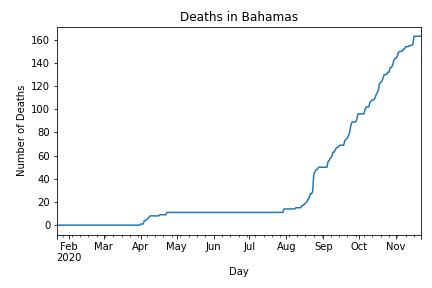 Deaths in Bahamas
160
140
120
100
80
60
40
20
0
Number of Deaths
Feb Mar Apr May Jun Jul Aug Sep Oct Nov
2020
Day